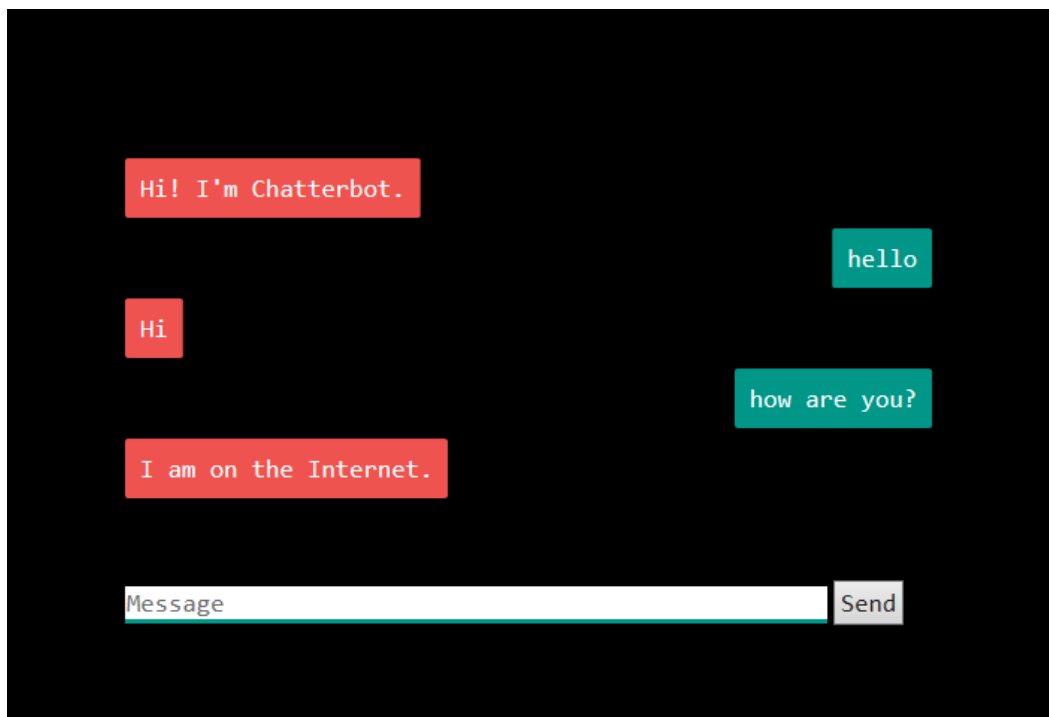 Hi! I'm Chatterbot.
hello
Hi
how are you?
I am on the Internet.
Message
Send